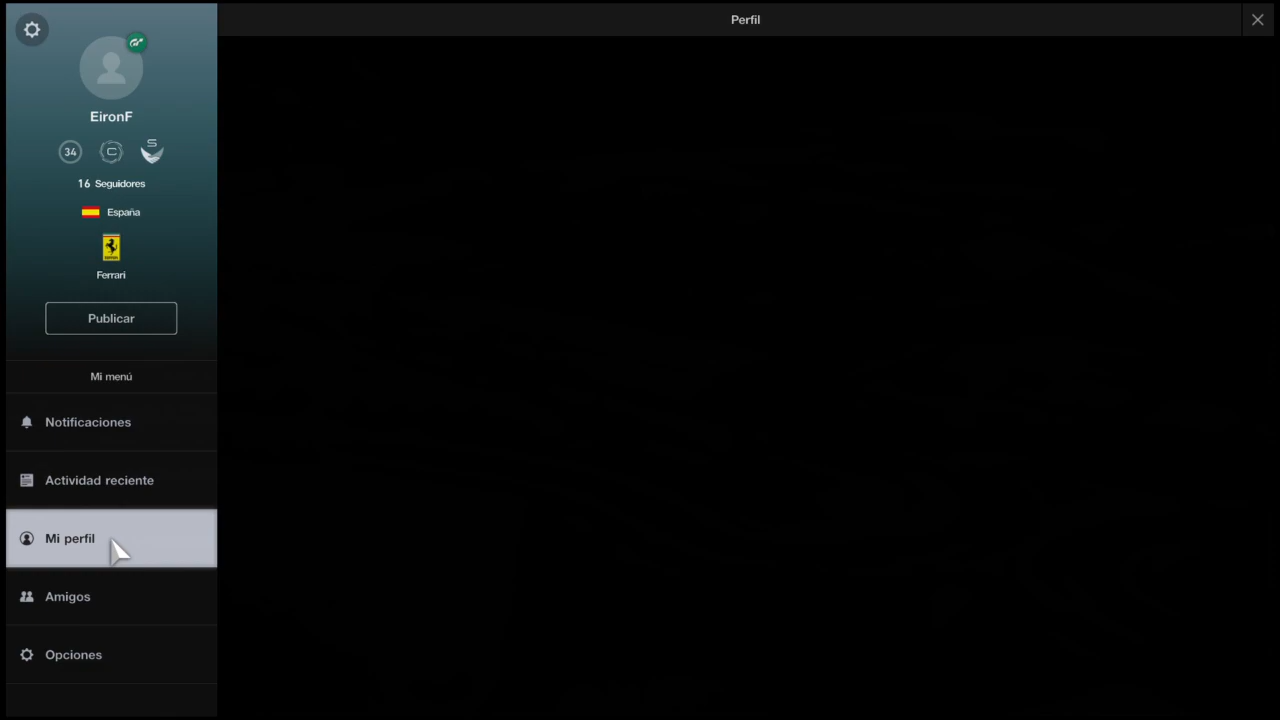 Perfil
EironF
34 C S
16 Seguidores
España
Ferrari
Publicar
Mi menú
Notificaciones
Actividad reciente
Mi perfil
Amigos
Opciones